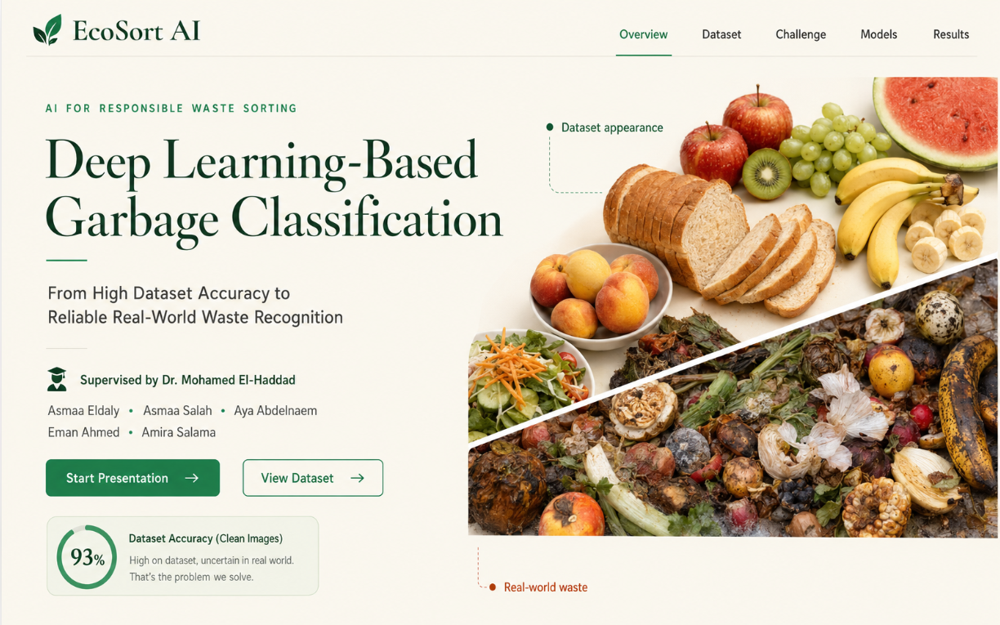 EcoSort AI
Overview
Dataset
Challenge
Models
Results
AI FOR RESPONSIBLE WASTE SORTING
Deep Learning-Based
Garbage Classification
From High Dataset Accuracy to
Reliable Real-World Waste Recognition
Supervised by Dr. Mohamed El-Haddad
Asmaa Eldaly • Asmaa Salah • Aya Abdelnaem
Eman Ahmed • Amira Salama
Start Presentation →
View Dataset →
93%
Dataset Accuracy (Clean Images)
High on dataset, uncertain in real world.
That's the problem we solve.
Dataset appearance
Real-world waste